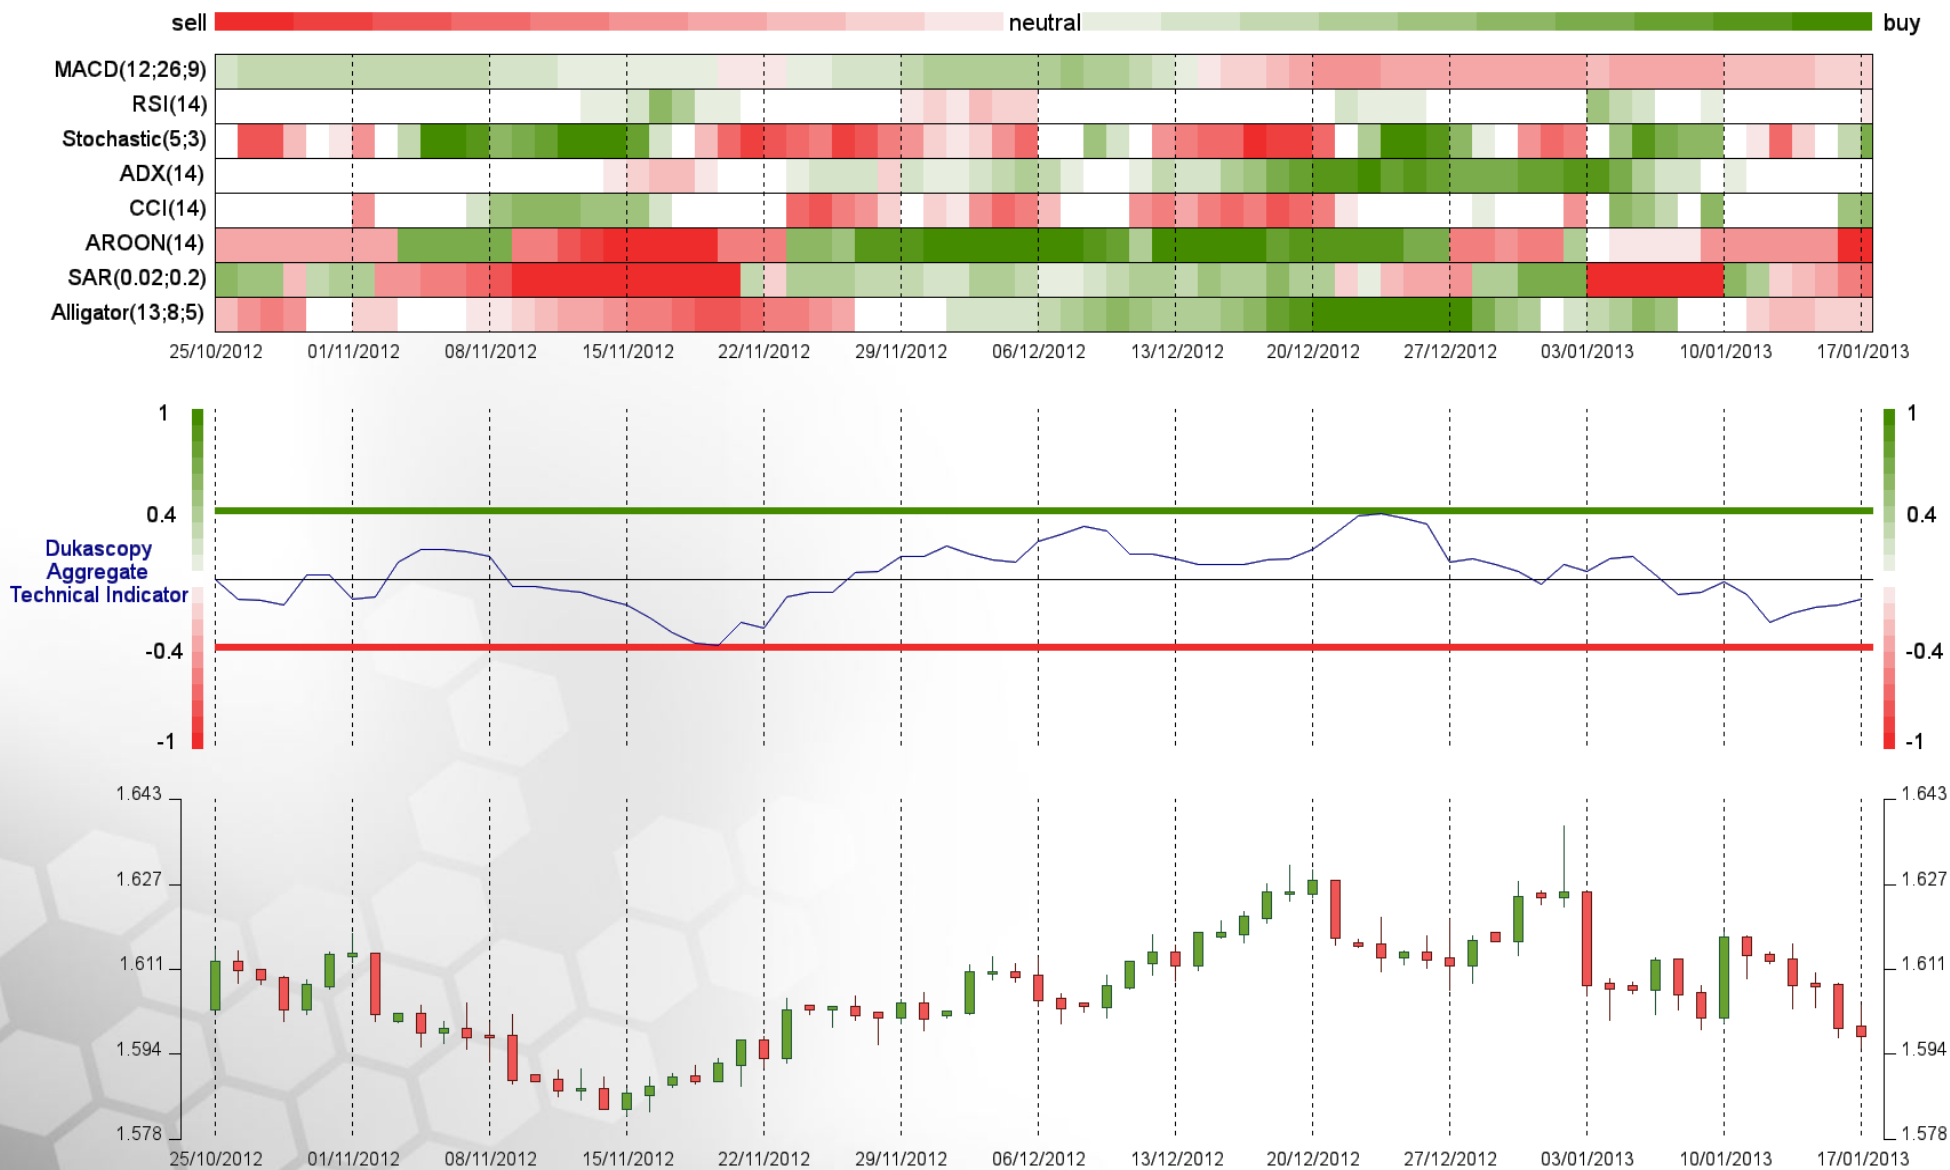 sell neutral buy
MACD(12;26;9)
RSI(14)
Stochastic(5;3)
ADX(14)
CCI(14)
AROON(14)
SAR(0.02;0.2)
Alligator(13;8;5)
25/10/2012 01/11/2012 08/11/2012 15/11/2012 22/11/2012 29/11/2012 06/12/2012 13/12/2012 20/12/2012 27/12/2012 03/01/2013 10/01/2013 17/01/2013
1 1
0.4 0.4
Dukascopy
Aggregate
Technical Indicator
-0.4 -0.4
-1 -1
1.643 1.643
1.627 1.627
1.611 1.611
1.594 1.594
1.578 1.578
25/10/2012 01/11/2012 08/11/2012 15/11/2012 22/11/2012 29/11/2012 06/12/2012 13/12/2012 20/12/2012 27/12/2012 03/01/2013 10/01/2013 17/01/2013